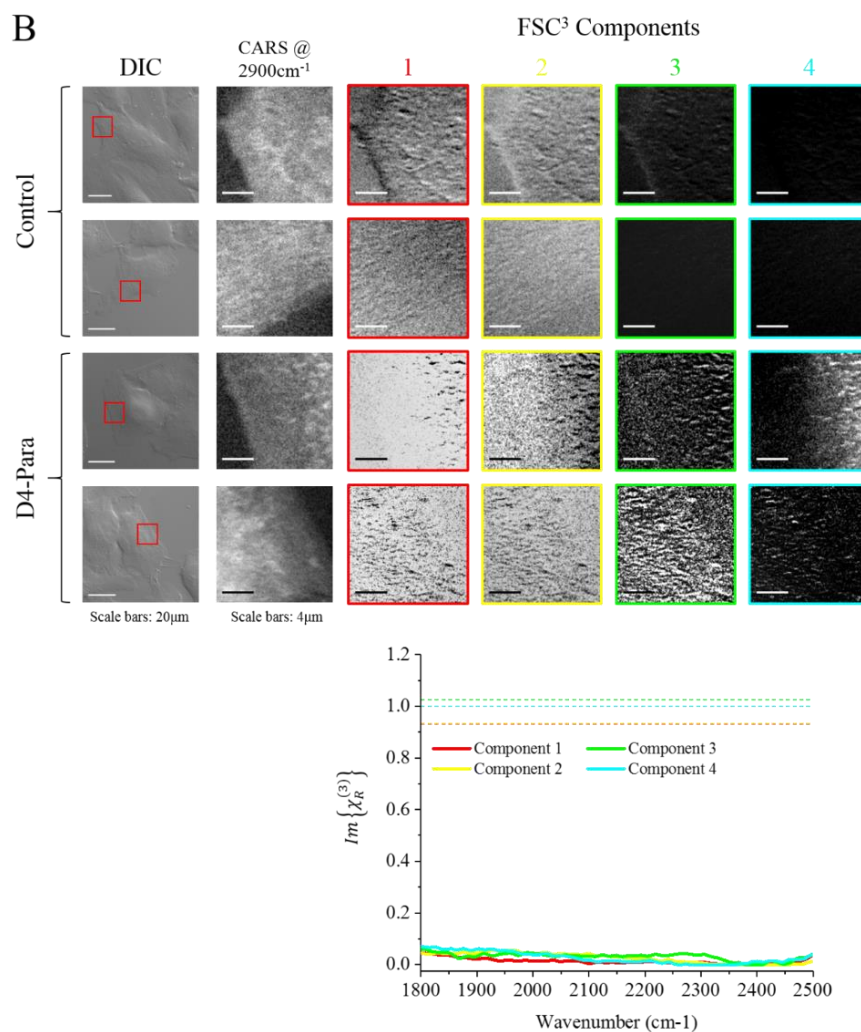 B
FSC³ Components
DIC
CARS @
2900cm⁻¹
1
2
3
4
Control
D4-Para
Scale bars: 20μm
Scale bars: 4μm
1.2
1.0
0.8
0.6
0.4
0.2
0.0
Component 1
Component 2
Component 3
Component 4
Im{χ_R^(3)}
1800
1900
2000
2100
2200
2300
2400
2500
Wavenumber (cm-1)